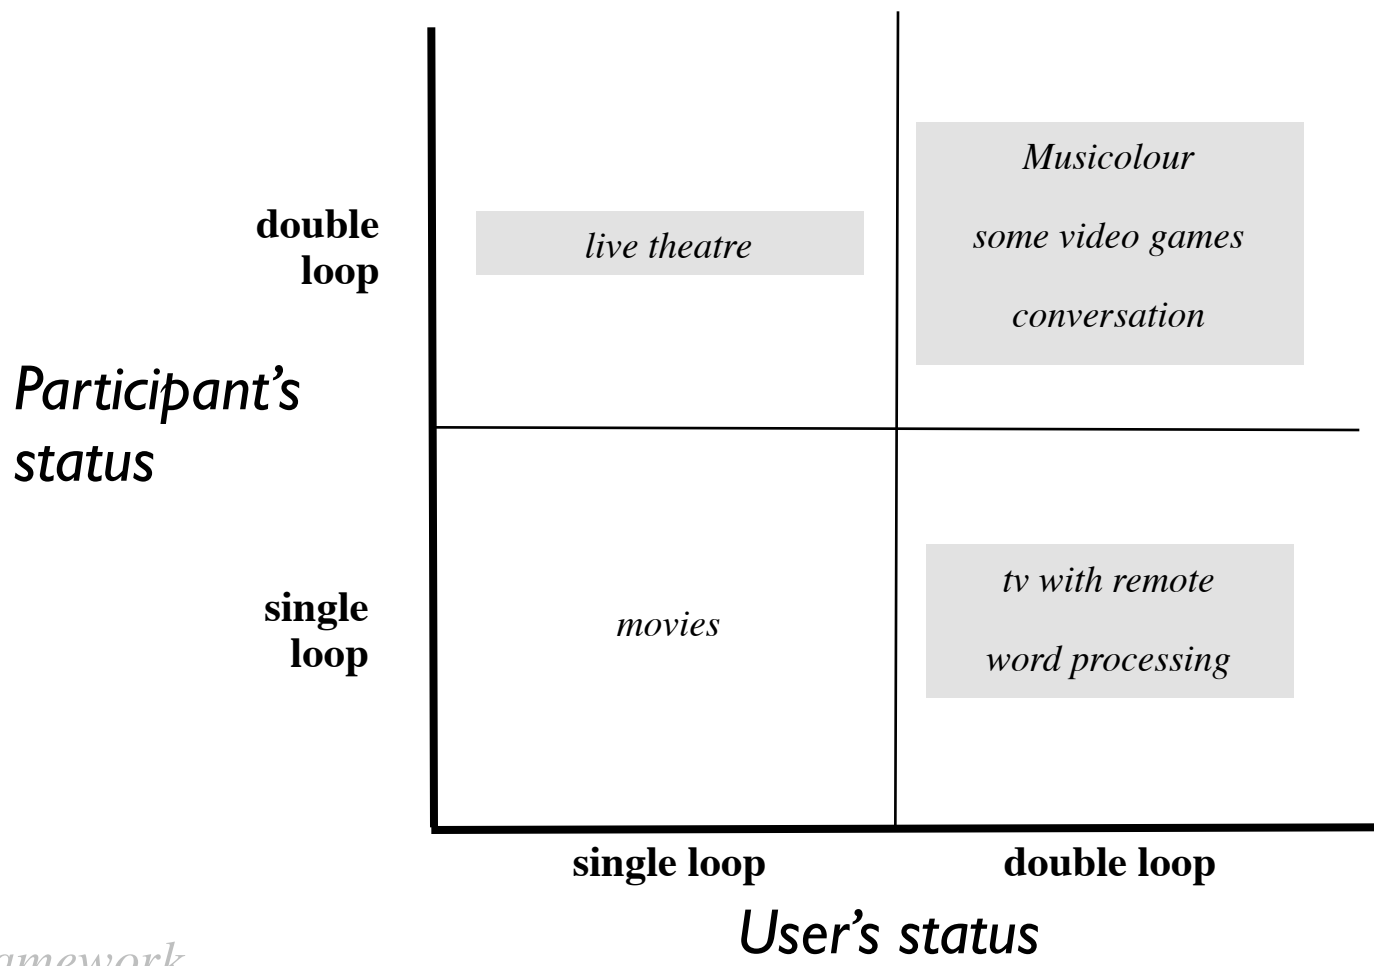 Musicolour
double
loop
live theatre
some video games
conversation
Participant's
status
single
loop
movies
tv with remote
word processing
single loop
double loop
User's status